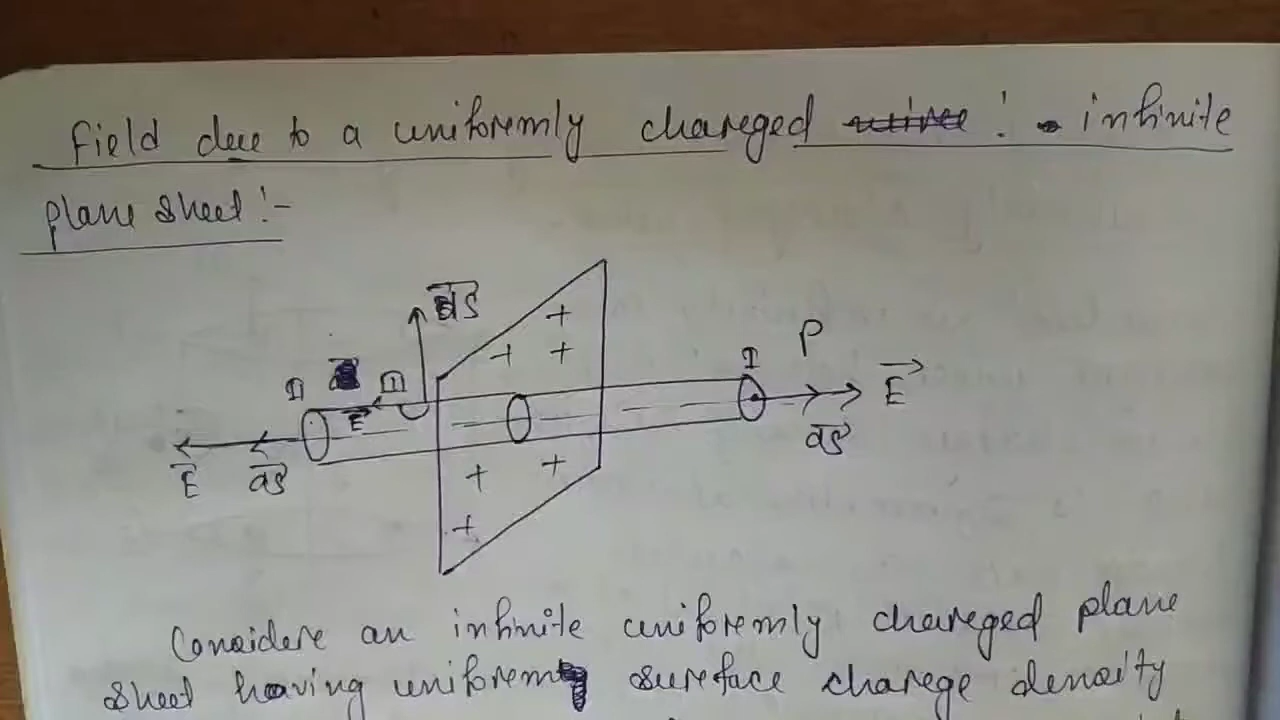 Field due to a uniformly charged : - infinite
plane sheet :-
dS
II III I P
E
E dS dS E
Considere an infinite uniformly charged plane
sheet having uniform surface charge density